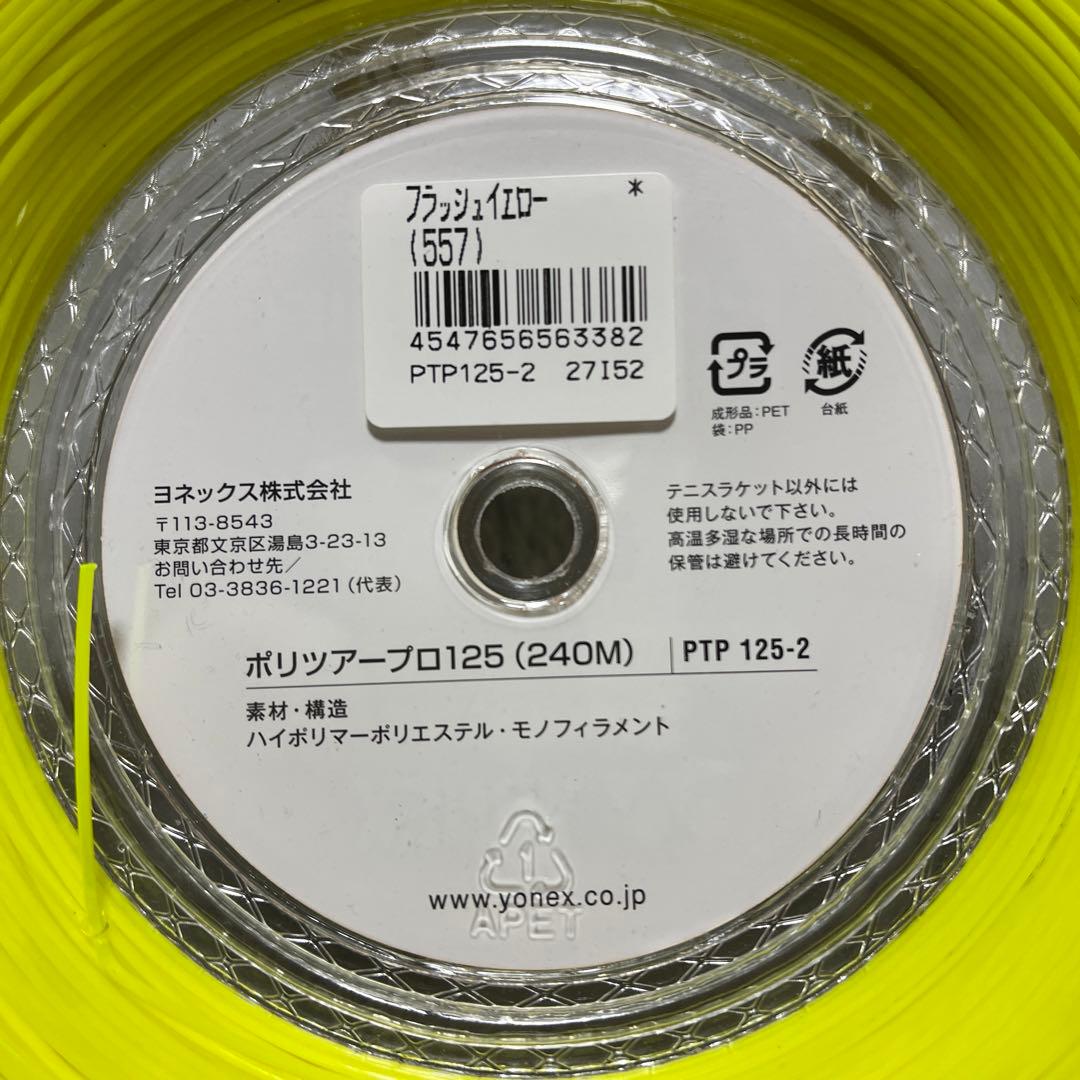 フラッシュイエロー *
(557)
4547656563382
PTP125-2 27I52
プラ
紙
成形品：PET
袋：PP
台紙
ヨネックス株式会社
〒113-8543
東京都文京区湯島3-23-13
お問い合わせ先／
Tel 03-3836-1221（代表）
テニスラケット以外には
使用しないで下さい。
高温多湿な場所での長時間の
保管は避けてください。
ポリツアープロ125（240M） PTP 125-2
素材・構造
ハイポリマーポリエステル・モノフィラメント
1
www.yonex.co.jp
APET